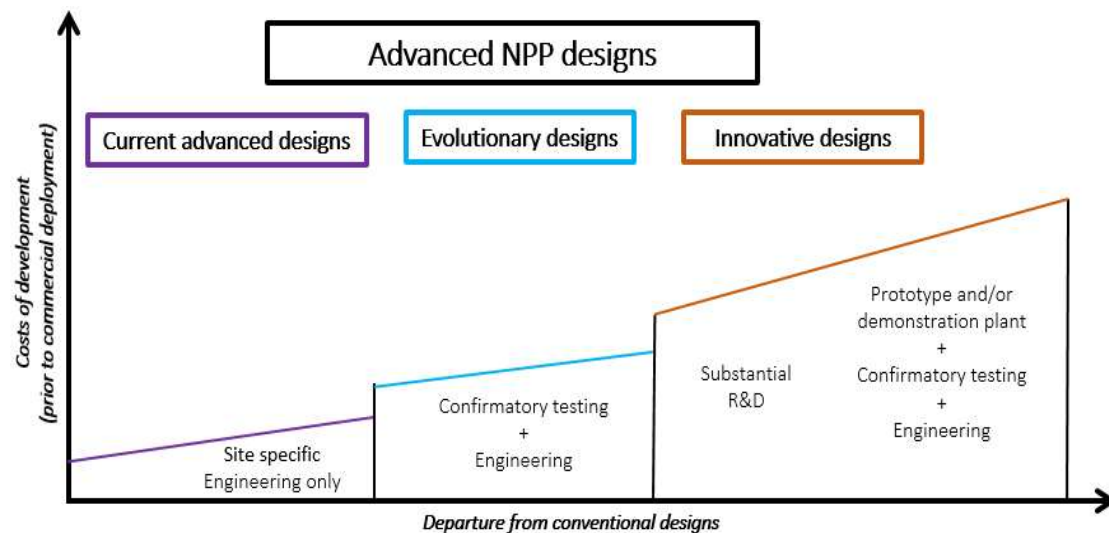 Advanced NPP designs
Current advanced designs
Evolutionary designs
Innovative designs
Costs of development
(prior to commercial deployment)
Site specific
Engineering only
Confirmatory testing
+
Engineering
Substantial
R&D
Prototype and/or
demonstration plant
+
Confirmatory testing
+
Engineering
Departure from conventional designs